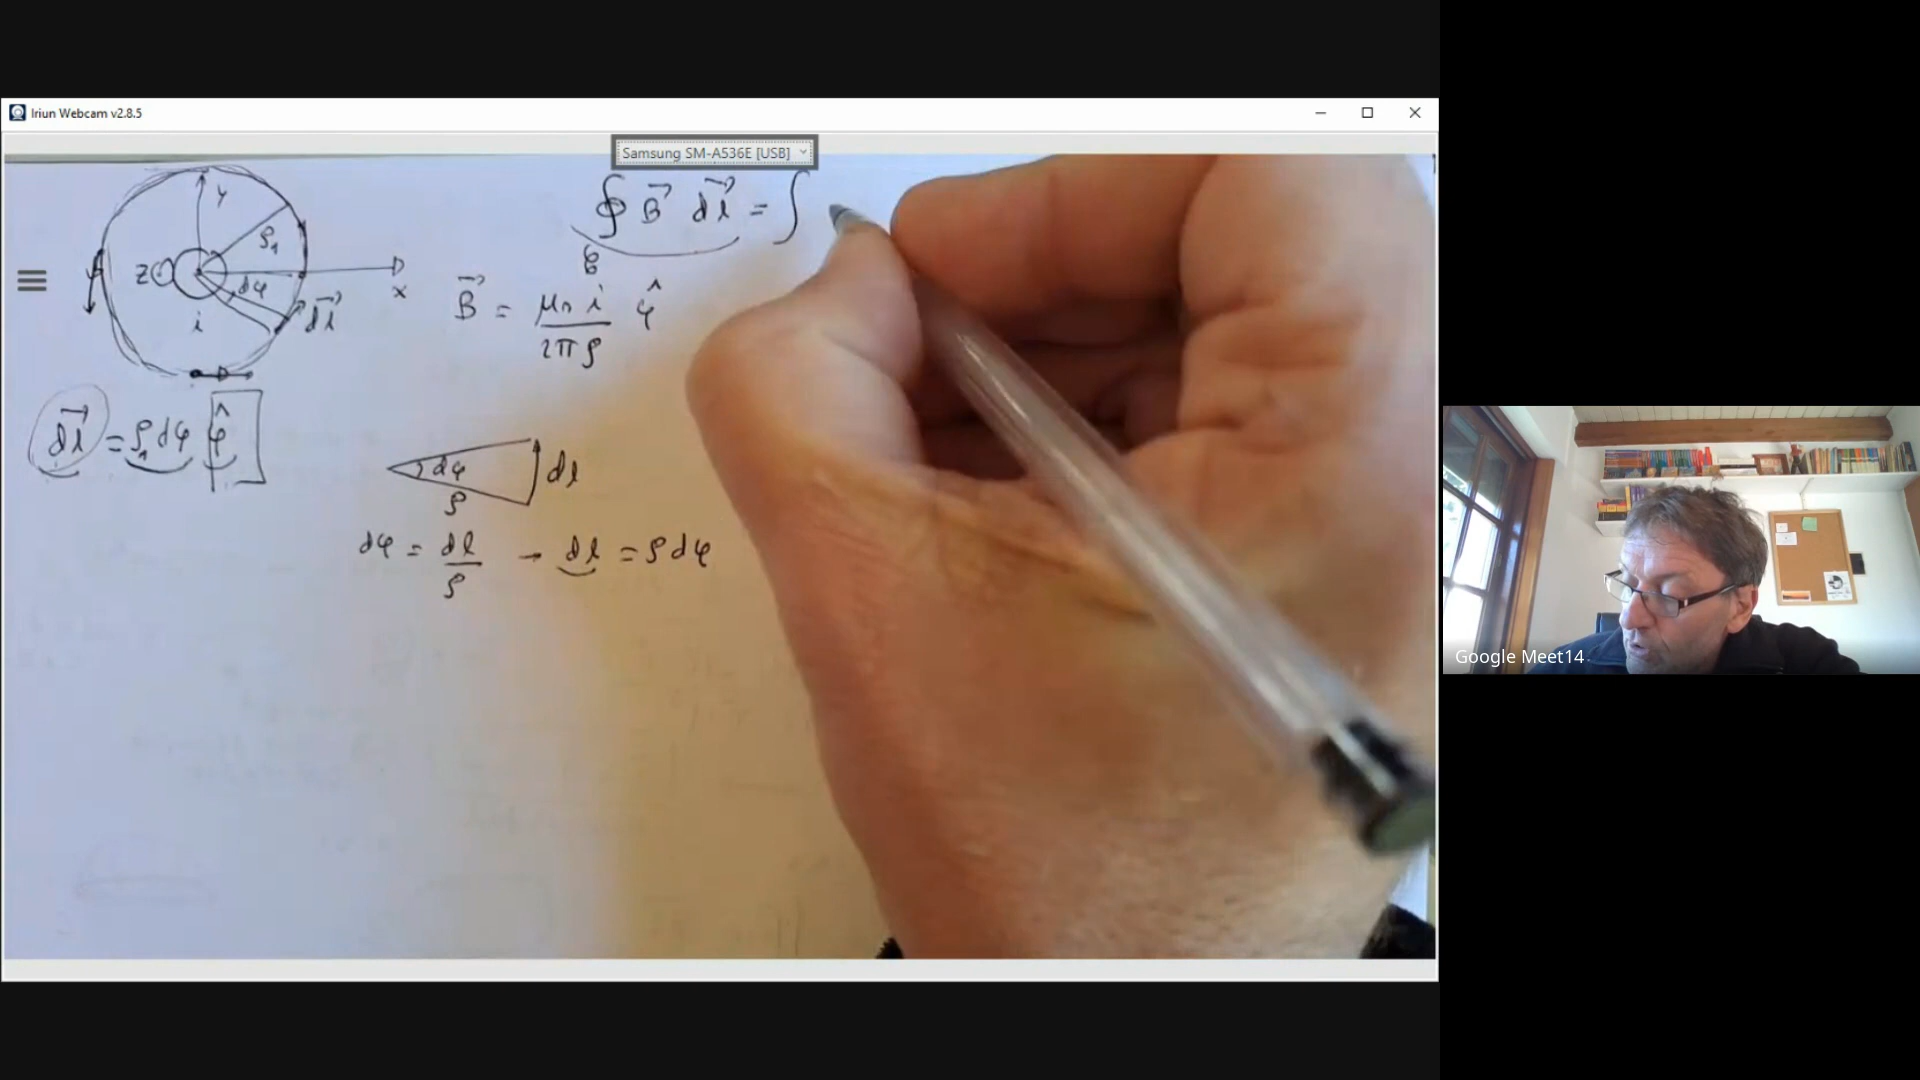 Iriun Webcam v2.8.5
Samsung SM-A536E [USB]
y
ρ₁
z
dφ
x
i
d𝑙⃗
∮ B⃗ d𝑙⃗ = ∫
𝒞
B⃗ = μ₀ i / 2πρ φ̂
d𝑙⃗ = ρ₁ dφ φ̂
dφ
dl
ρ
dφ = dl / ρ → dl = ρ dφ
Google Meet14